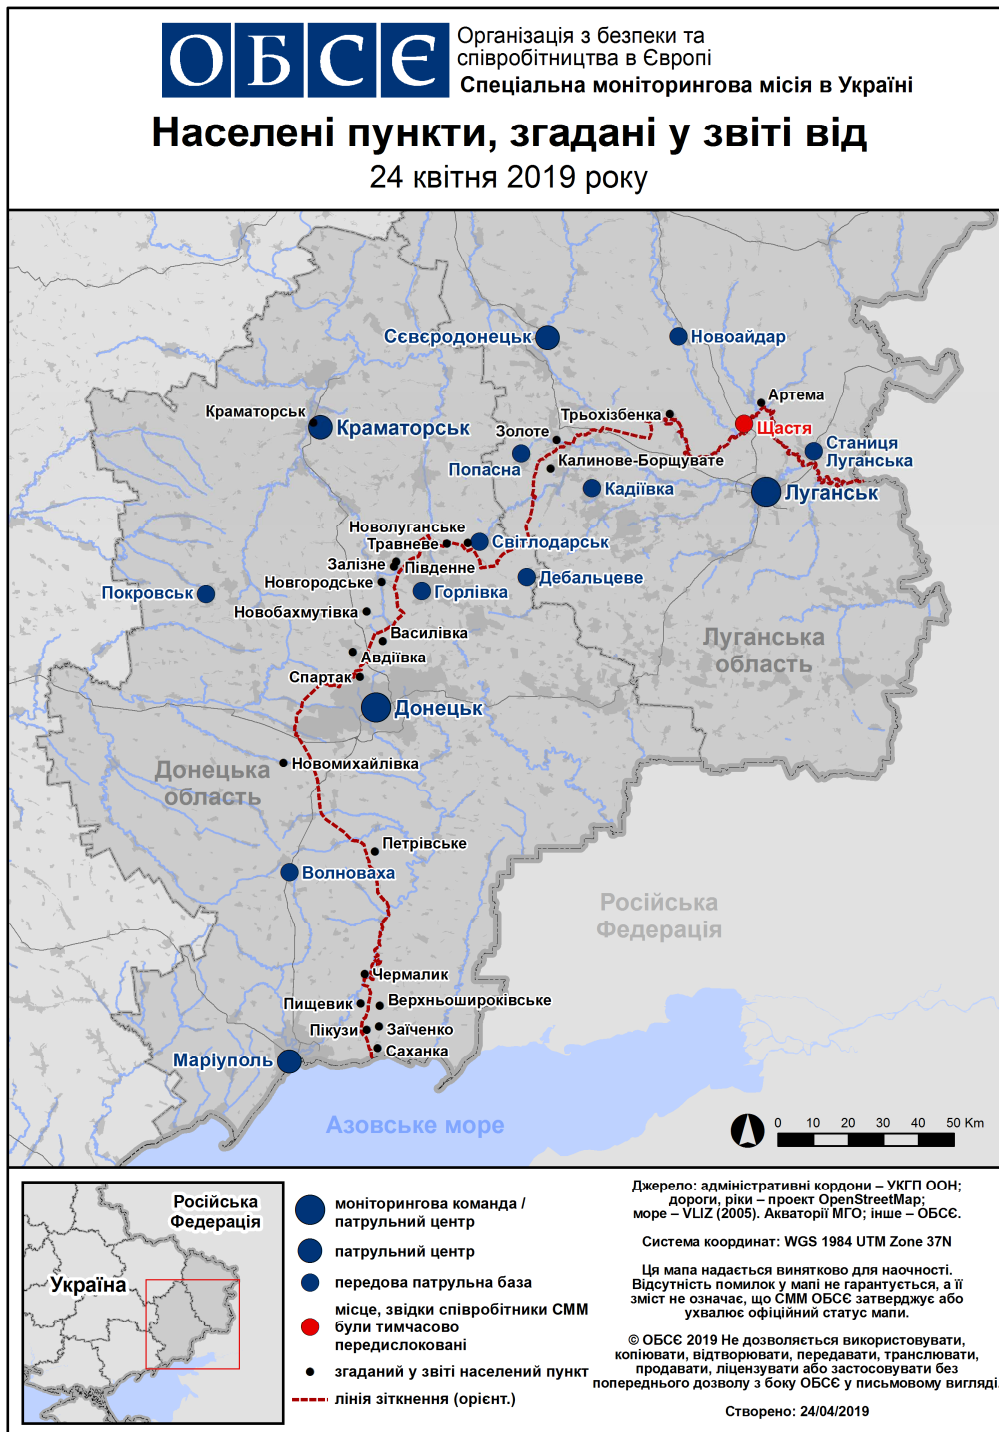 ОБСЄ
Організація з безпеки та
співробітництва в Європі
Спеціальна моніторингова місія в Україні
Населені пункти, згадані у звіті від
24 квітня 2019 року
Сєвєродонецьк
Новоайдар
Артема
Краматорськ
Краматорськ
Трьохізбенка
Щастя
Золоте
Станиця
Луганська
Попасна
Калинове-Борщувате
Кадіївка
Луганськ
Новолуганське
Травневе
Світлодарськ
Залізне
Південне
Новгородське
Дебальцеве
Покровськ
Горлівка
Новобахмутівка
Василівка
Луганська
область
Авдіївка
Спартак
Донецьк
Новомихайлівка
Донецька
область
Петрівське
Волноваха
Російська
Федерація
Чермалик
Пищевик
Верхньошироківське
Пікузи
Заїченко
Саханка
Маріуполь
Азовське море
0 10 20 30 40 50 Km
Російська
Федерація
Україна
моніторингова команда /
патрульний центр
патрульний центр
передова патрульна база
місце, звідки співробітники СММ
були тимчасово
передислоковані
згаданий у звіті населений пункт
лінія зіткнення (орієнт.)
Джерело: адміністративні кордони – УКГП ООН;
дороги, ріки – проект OpenStreetMap;
море – VLIZ (2005). Акваторії МГО; інше – ОБСЄ.
Система координат: WGS 1984 UTM Zone 37N
Ця мапа надається винятково для наочності.
Відсутність помилок у мапі не гарантується, а її
зміст не означає, що СММ ОБСЄ затверджує або
ухвалює офіційний статус мапи.
© ОБСЄ 2019 Не дозволяється використовувати,
копіювати, відтворювати, передавати, транслювати,
продавати, ліцензувати або застосовувати без
попереднього дозволу з боку ОБСЄ у письмовому вигляді.
Створено: 24/04/2019